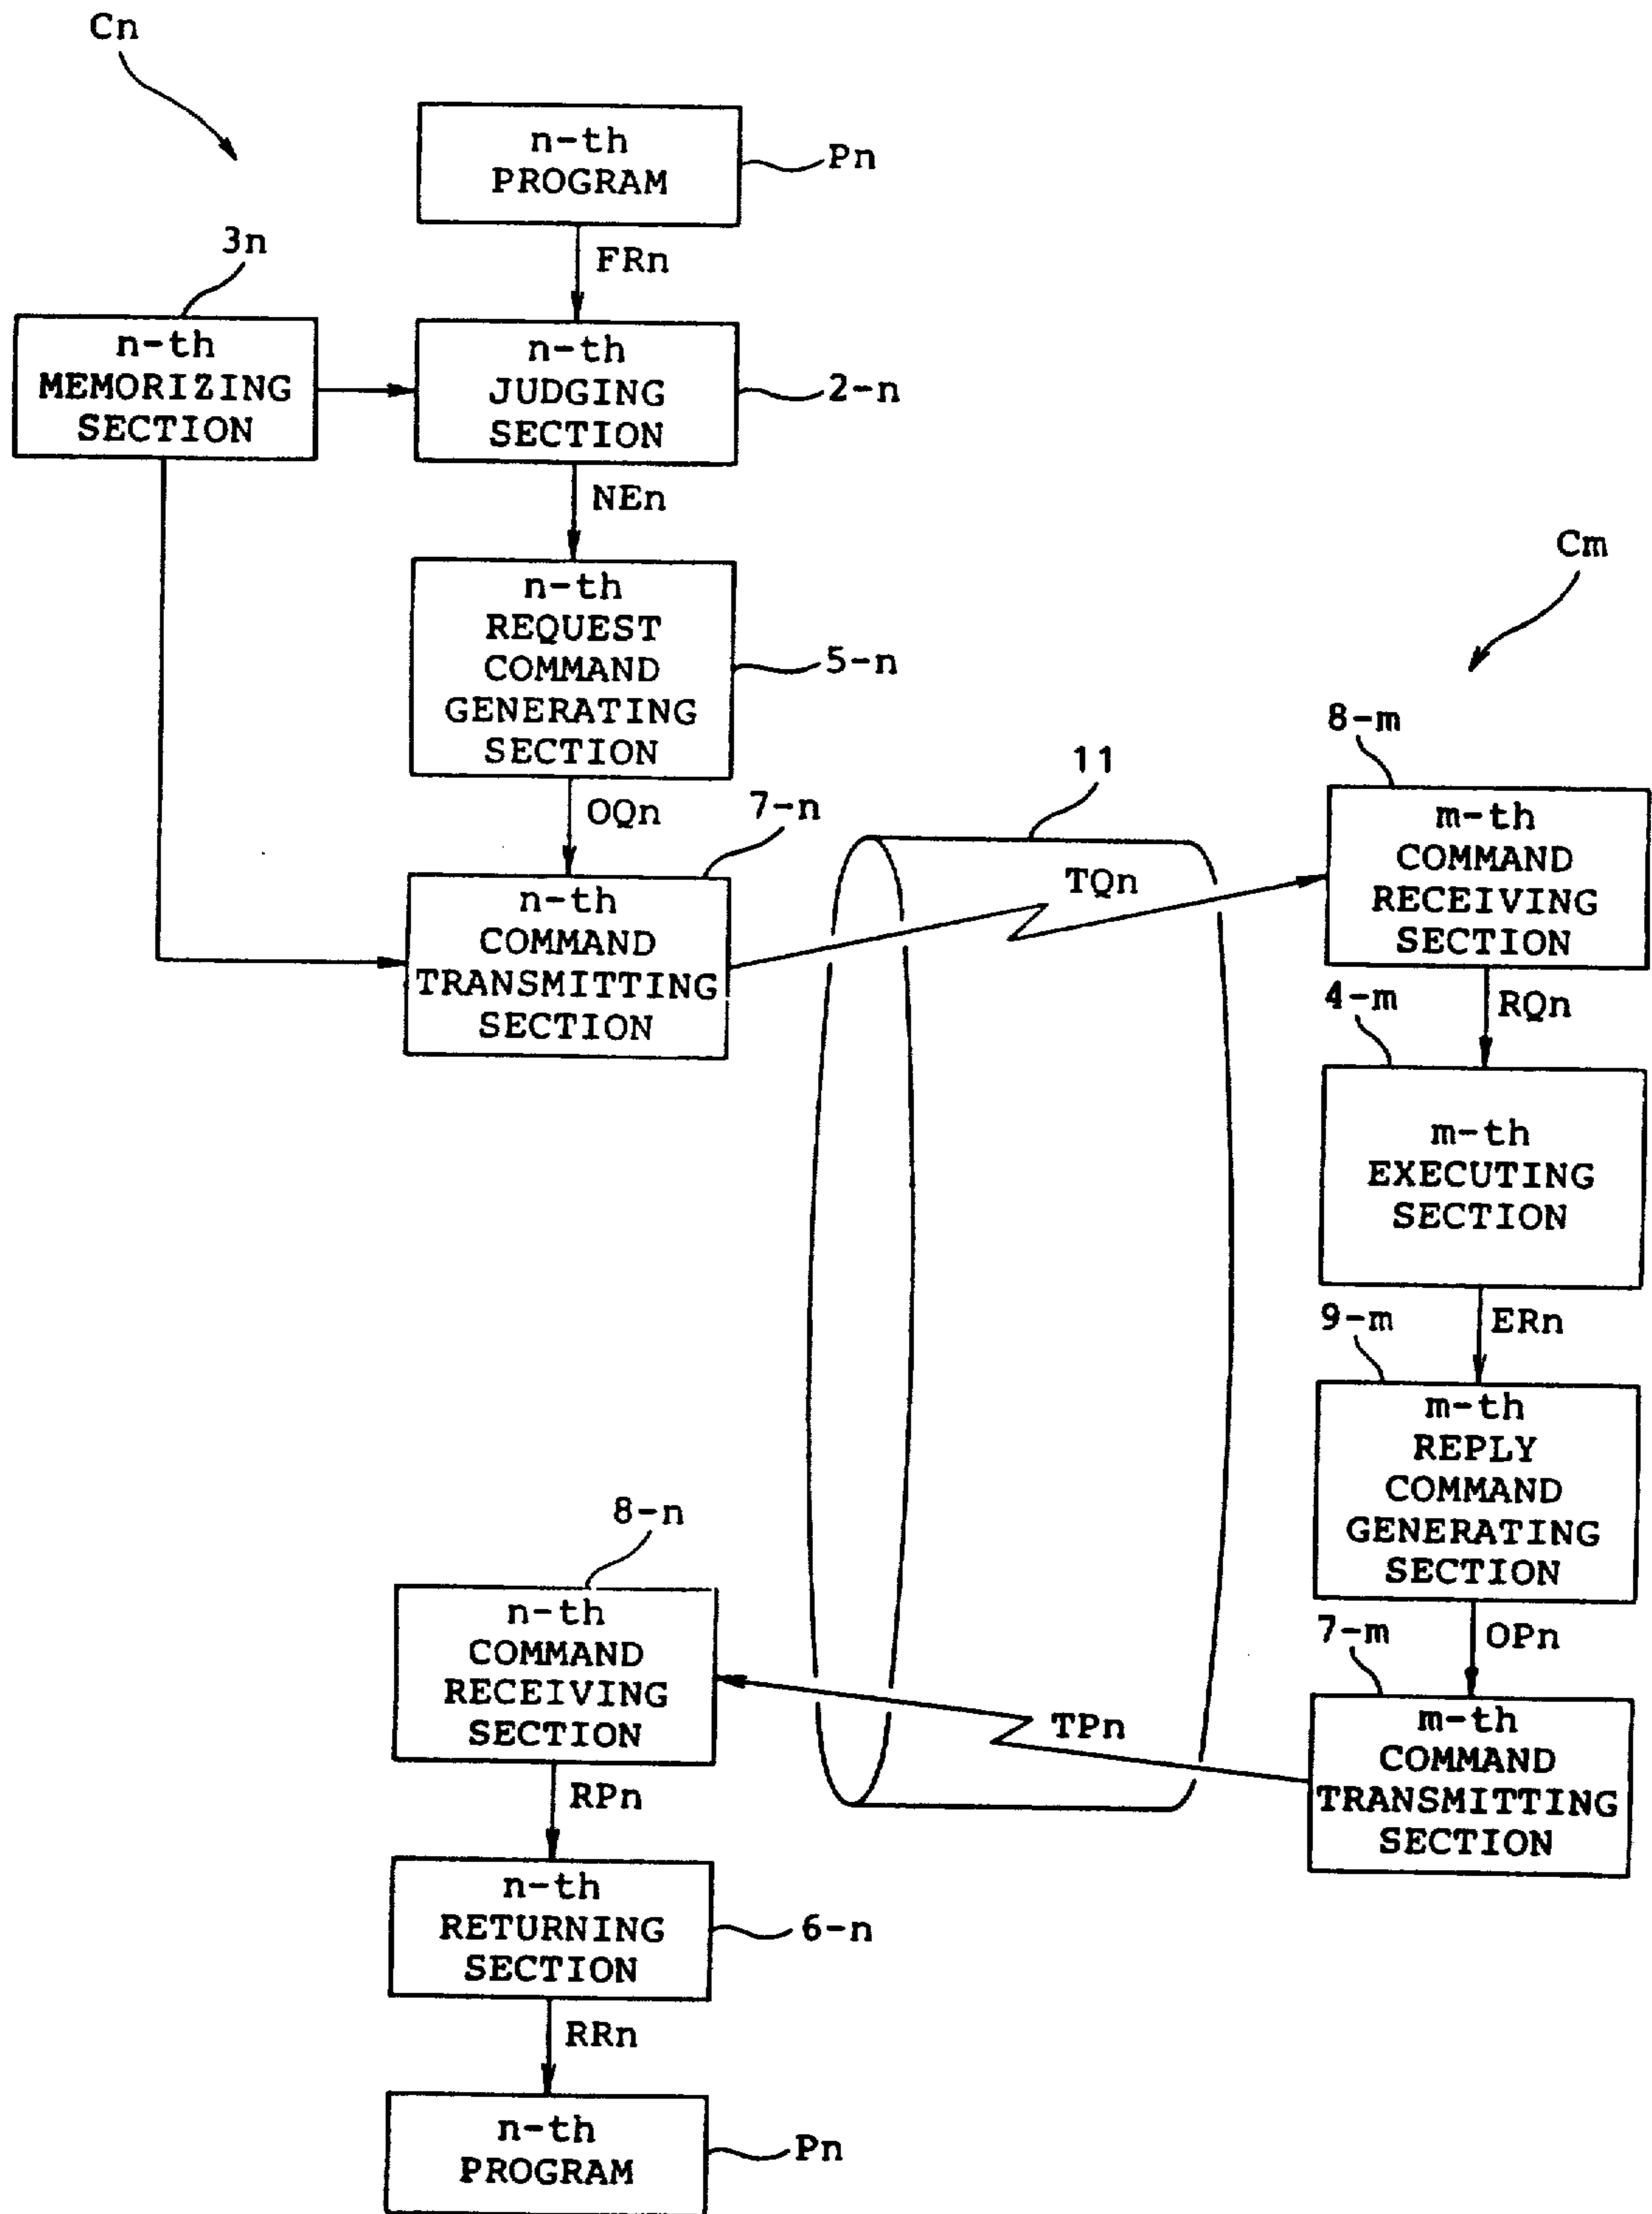 Cn
n-th
PROGRAM
Pn
FRn
3n
n-th
MEMORIZING
SECTION
n-th
JUDGING
SECTION
2-n
NEn
n-th
REQUEST
COMMAND
GENERATING
SECTION
5-n
Cm
OQn
7-n
n-th
COMMAND
TRANSMITTING
SECTION
11
TQn
8-m
m-th
COMMAND
RECEIVING
SECTION
RQn
4-m
m-th
EXECUTING
SECTION
ERn
9-m
m-th
REPLY
COMMAND
GENERATING
SECTION
OPn
7-m
m-th
COMMAND
TRANSMITTING
SECTION
TPn
8-n
n-th
COMMAND
RECEIVING
SECTION
RPn
n-th
RETURNING
SECTION
6-n
RRn
n-th
PROGRAM
Pn